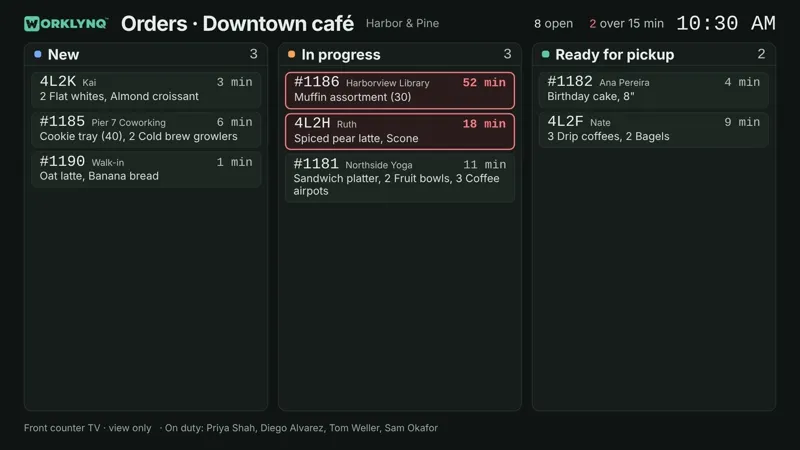 WORKLYNQ™ Orders · Downtown café Harbor & Pine 8 open 2 over 15 min 10:30 AM
New 3
4L2K Kai 3 min
2 Flat whites, Almond croissant
#1185 Pier 7 Coworking 6 min
Cookie tray (40), 2 Cold brew growlers
#1190 Walk-in 1 min
Oat latte, Banana bread
In progress 3
#1186 Harborview Library 52 min
Muffin assortment (30)
4L2H Ruth 18 min
Spiced pear latte, Scone
#1181 Northside Yoga 11 min
Sandwich platter, 2 Fruit bowls, 3 Coffee
airpots
Ready for pickup 2
#1182 Ana Pereira 4 min
Birthday cake, 8"
4L2F Nate 9 min
3 Drip coffees, 2 Bagels
Front counter TV · view only · On duty: Priya Shah, Diego Alvarez, Tom Weller, Sam Okafor